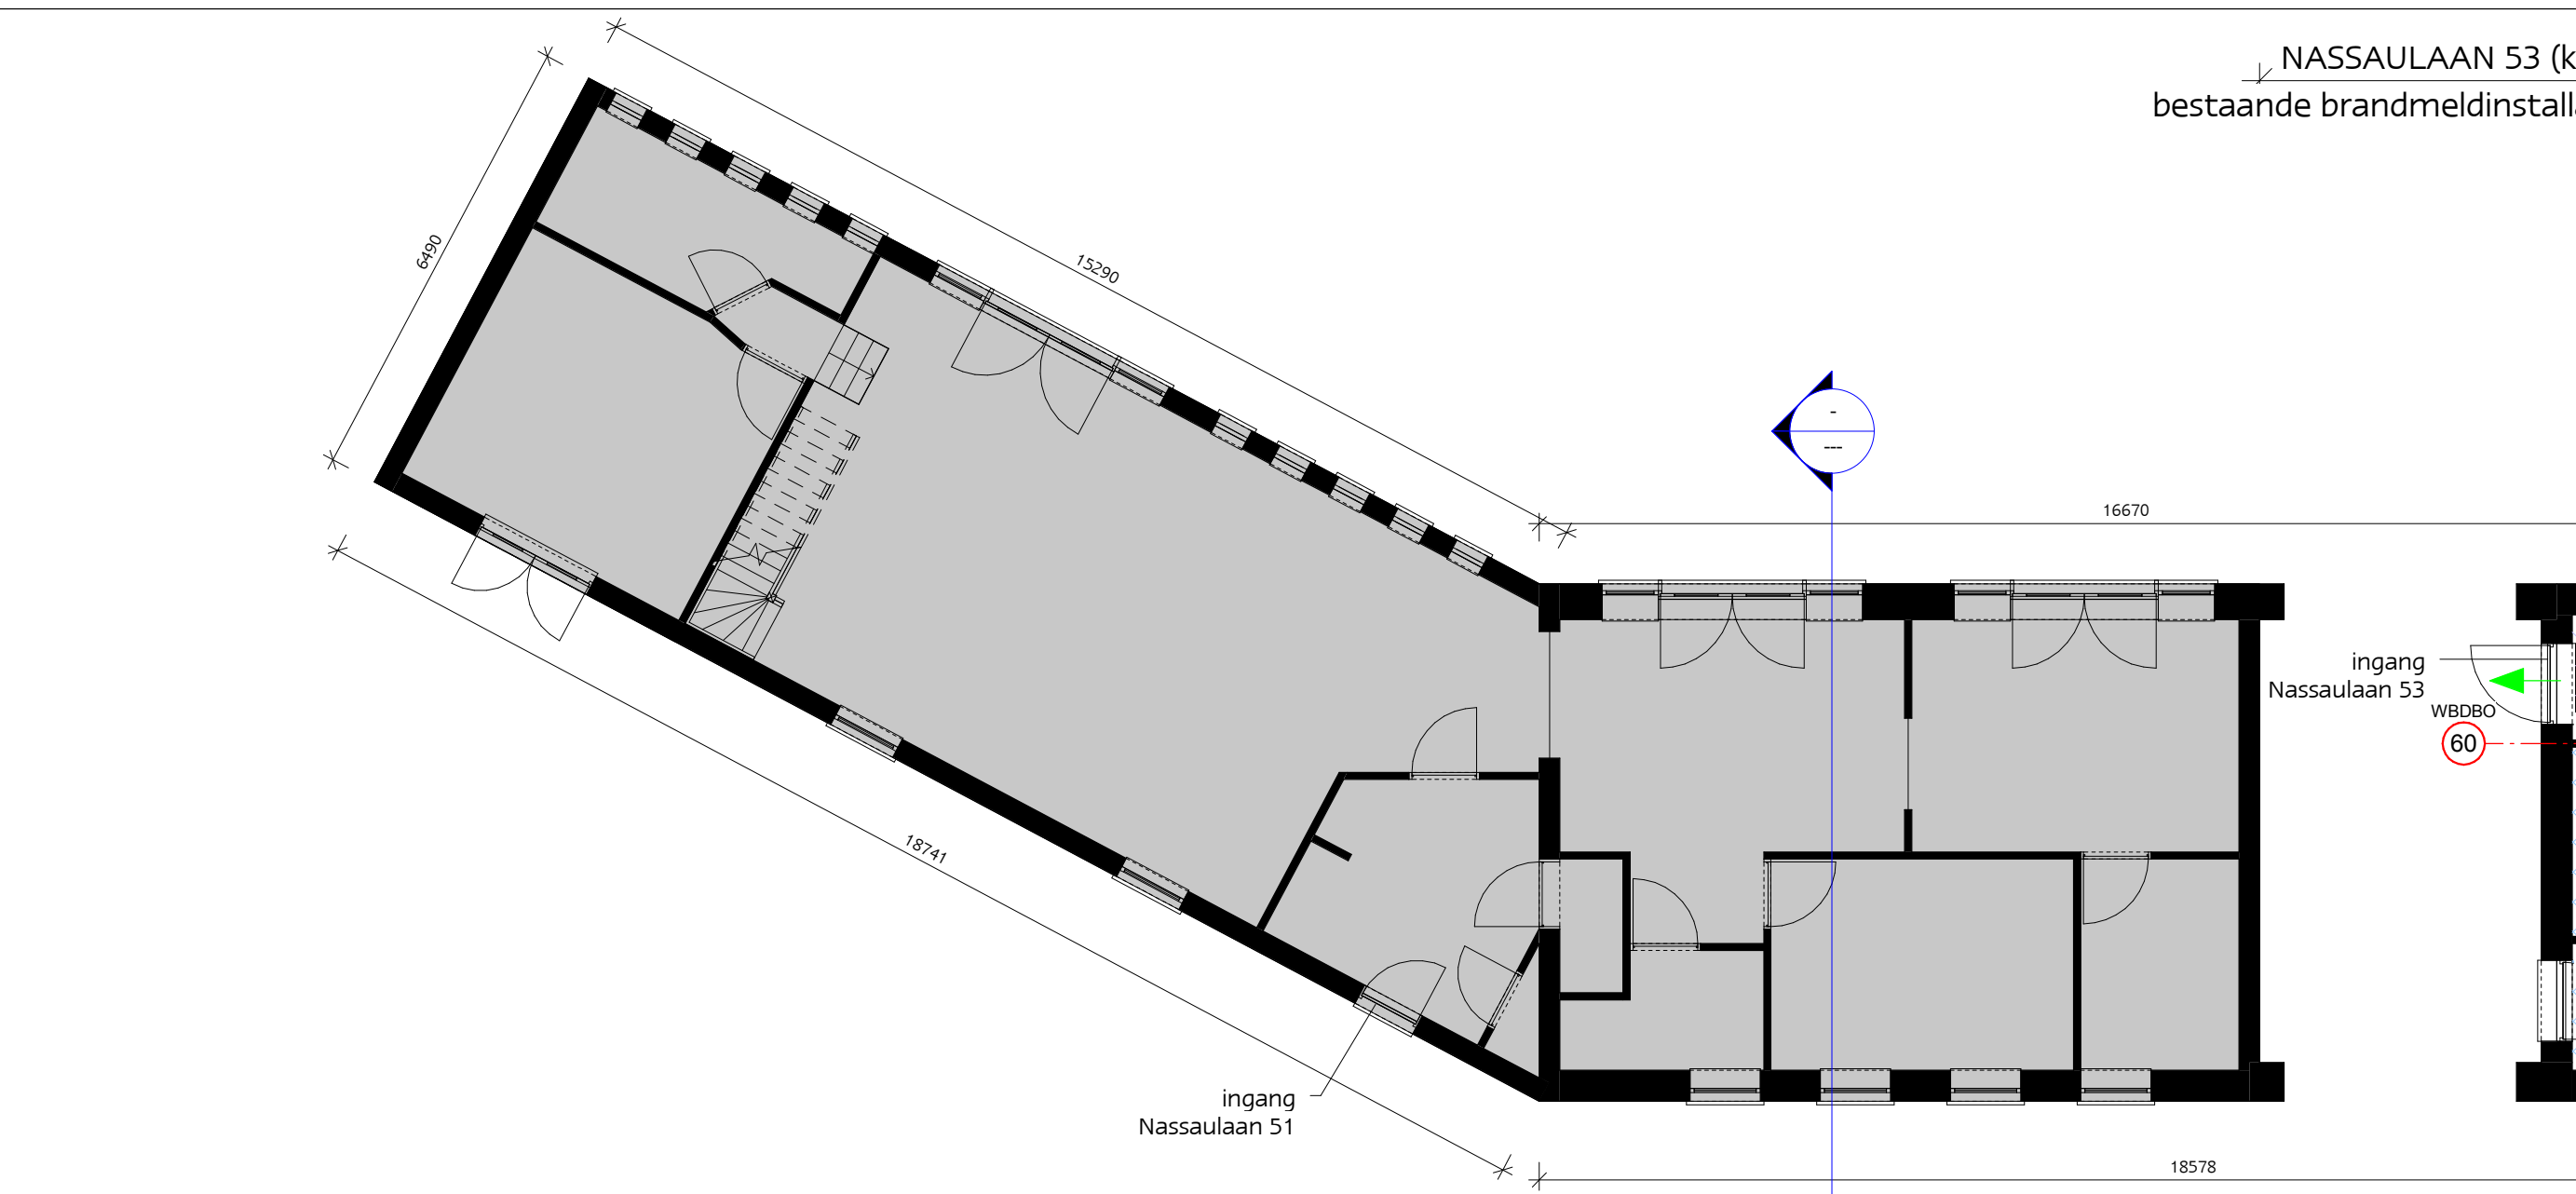 NASSAULAAN 53 (k
bestaande brandmeldinstall
6490
15290
-
---
16670
ingang
Nassaulaan 53
WBDBO
60
18741
ingang
Nassaulaan 51
18578